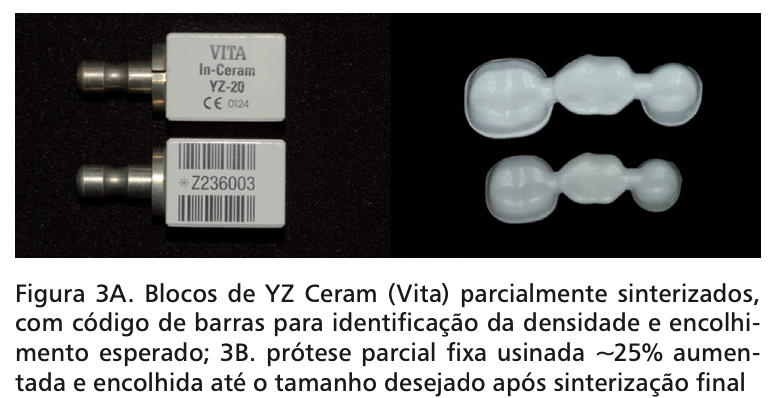 VITA
In-Ceram
YZ-20
CE 0124
*Z236003
Figura 3A. Blocos de YZ Ceram (Vita) parcialmente sinterizados,
com código de barras para identificação da densidade e encolhi-
mento esperado; 3B. prótese parcial fixa usinada ~25% aumen-
tada e encolhida até o tamanho desejado após sinterização final